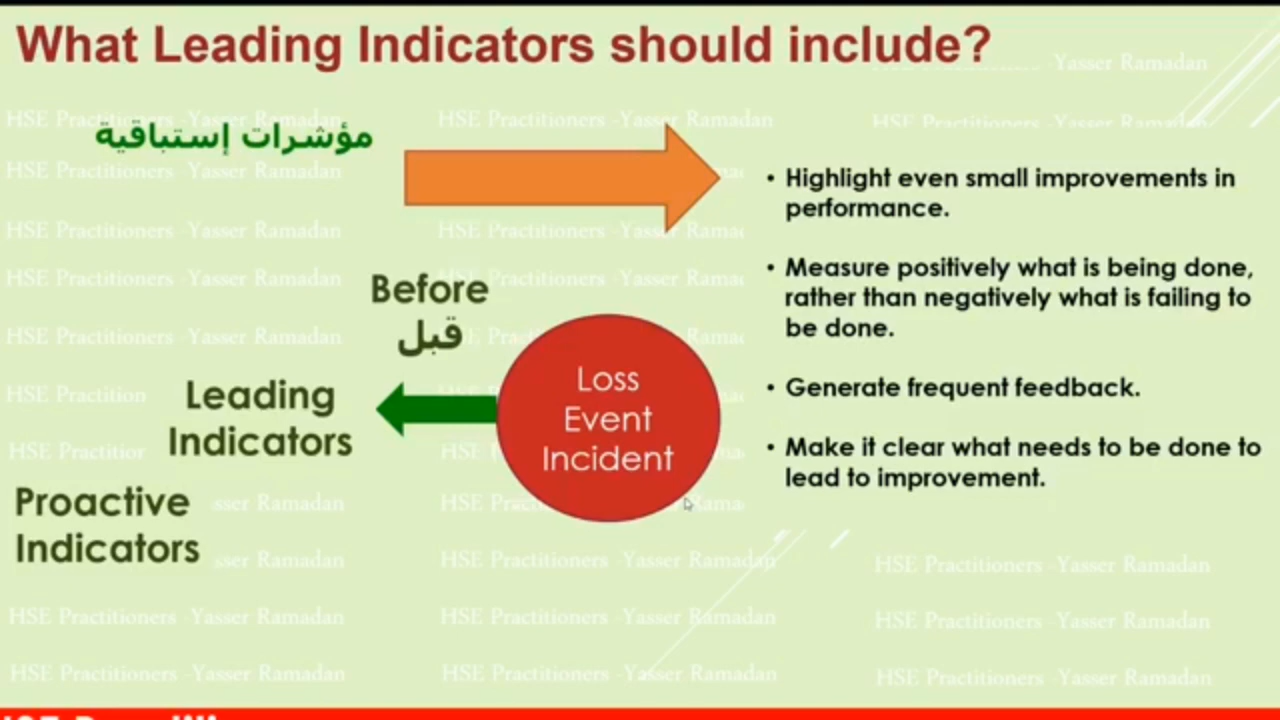 What Leading Indicators should include?
مؤشرات إستباقية
Before
قبل
Leading
Indicators
Proactive
Indicators
Loss
Event
Incident
• Highlight even small improvements in
performance.
• Measure positively what is being done,
rather than negatively what is failing to
be done.
• Generate frequent feedback.
• Make it clear what needs to be done to
lead to improvement.
HSE Practitioners -Yasser Ramadan